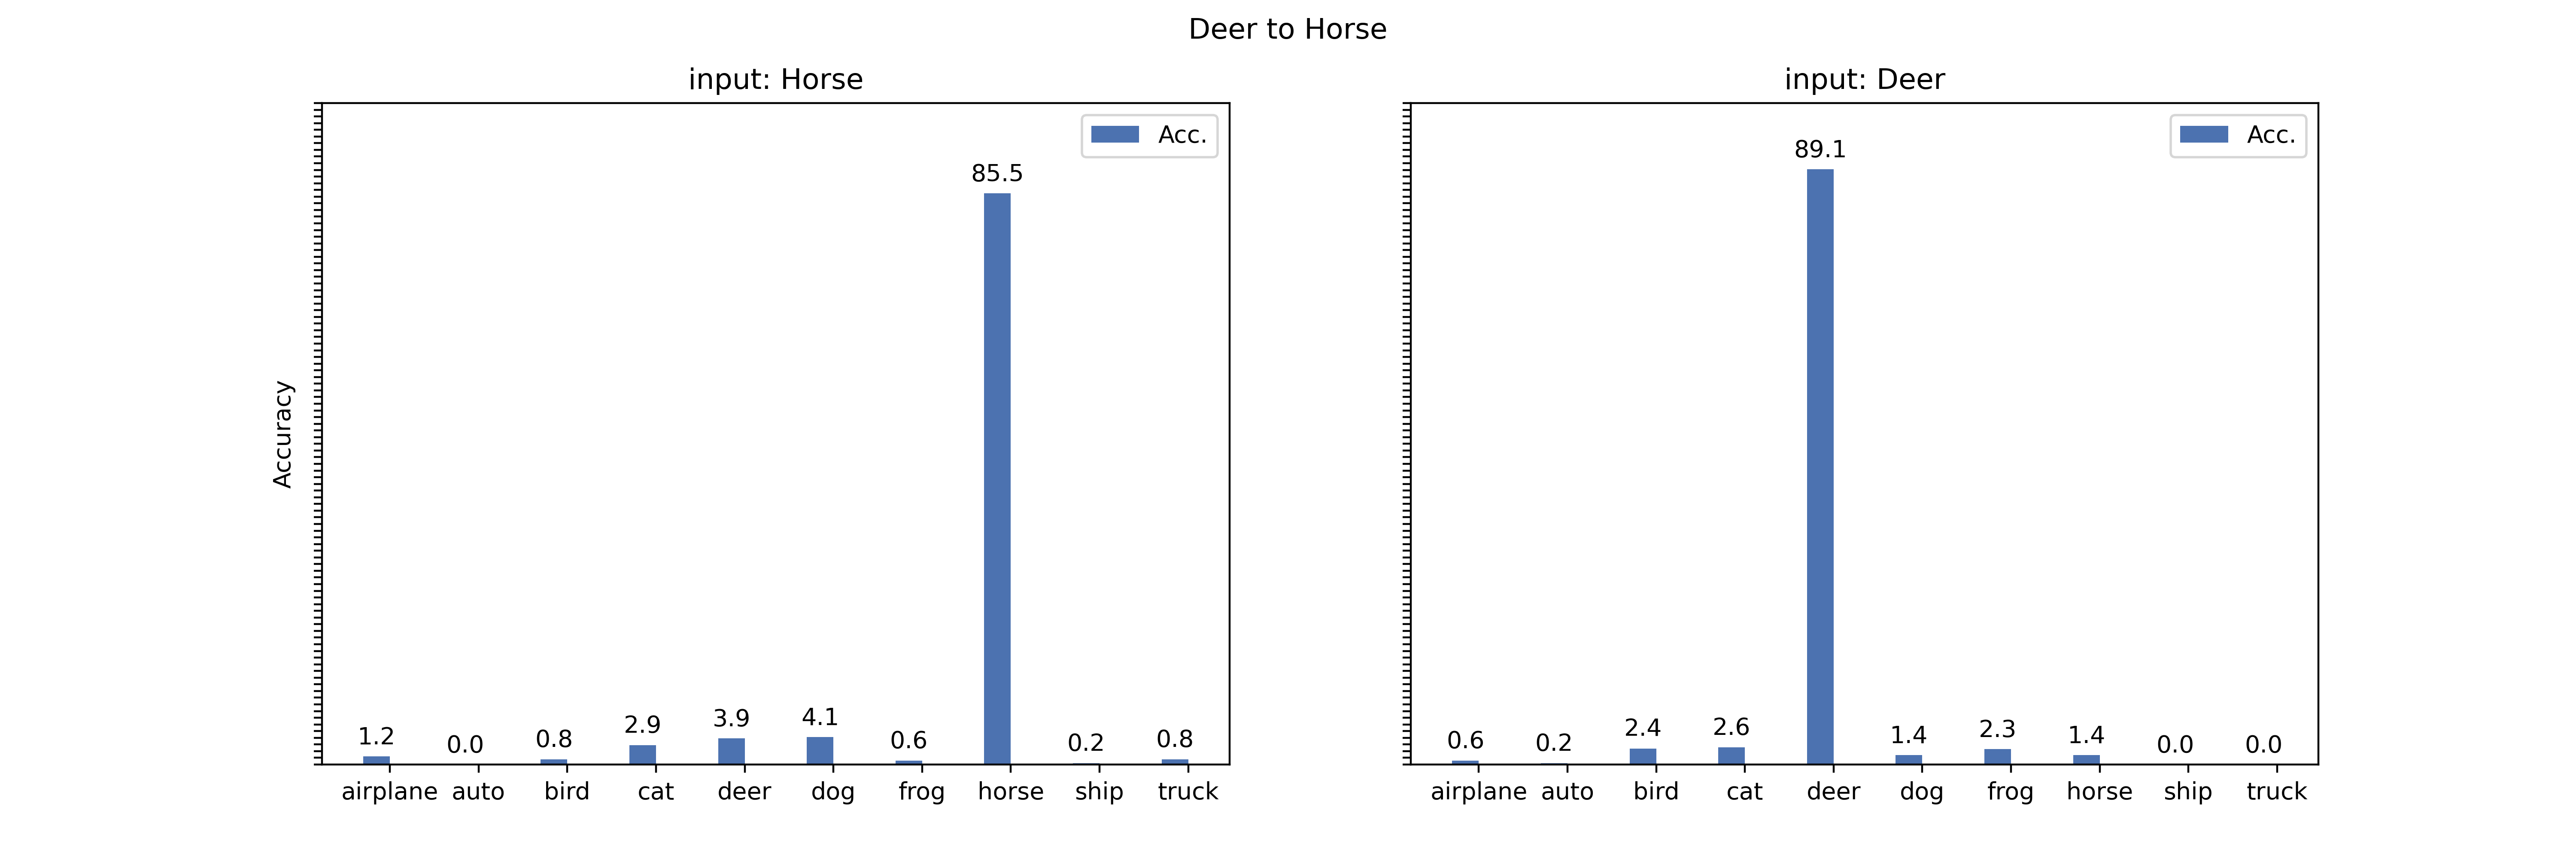 Deer to Horse
input: Horse
Acc.
Accuracy
1.2 0.0 0.8 2.9 3.9 4.1 0.6 85.5 0.2 0.8
airplane auto bird cat deer dog frog horse ship truck
input: Deer
Acc.
0.6 0.2 2.4 2.6 89.1 1.4 2.3 1.4 0.0 0.0
airplane auto bird cat deer dog frog horse ship truck